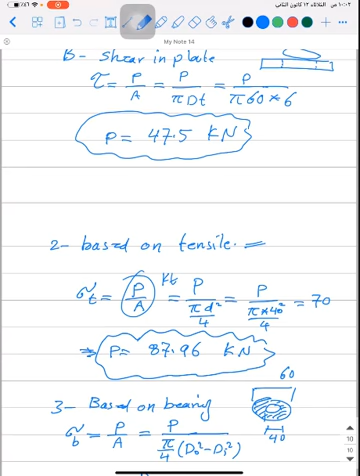 ١٠:٠٢ ص الثلاثاء ١٢ كانون الثاني
My Note 14
B- shear in plate
τ = P/A = P/πDt = P/π60×6
P = 47.5 KN
2- based on tensile. =
σt = (P/A) Kt = P/(πd²/4) = P/(π×40²/4) = 70
⇒ P = 87.96 KN
60
3- Based on bearing
σb = P/A = P/(π/4 (Do²-Di²))
40
10
10